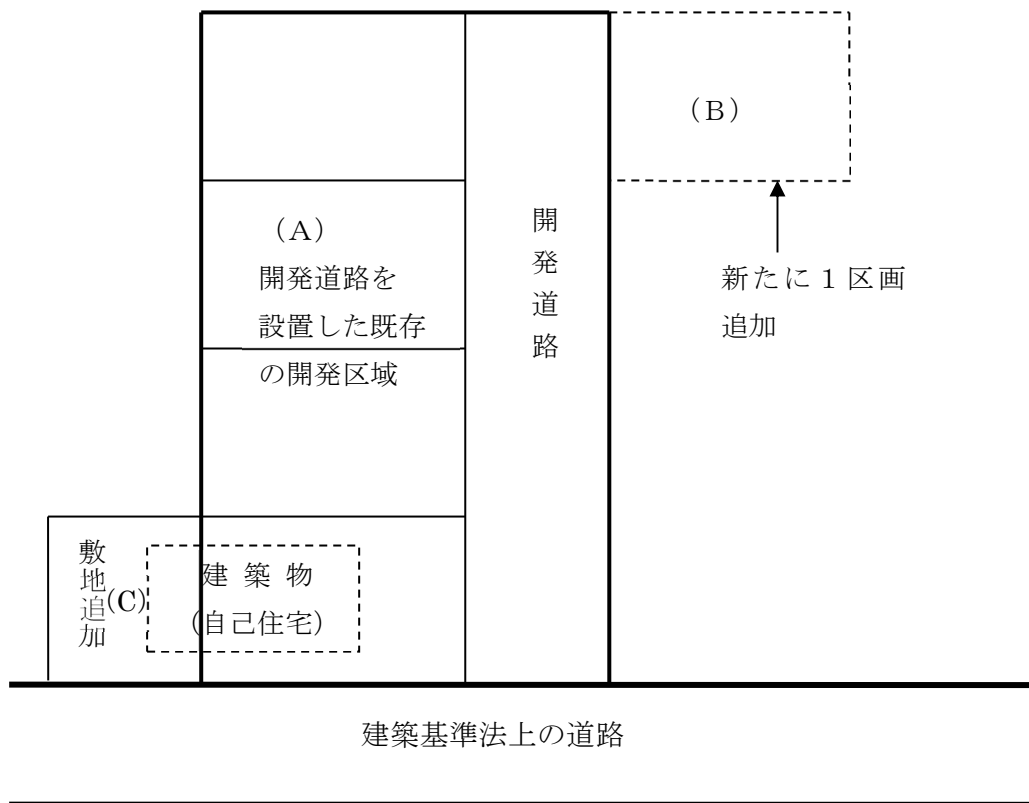 （B）
（A）
開発道路を
設置した既存
の開発区域
開発道路
新たに１区画
追加
敷地追加
(C)
建築物
（自己住宅）
建築基準法上の道路